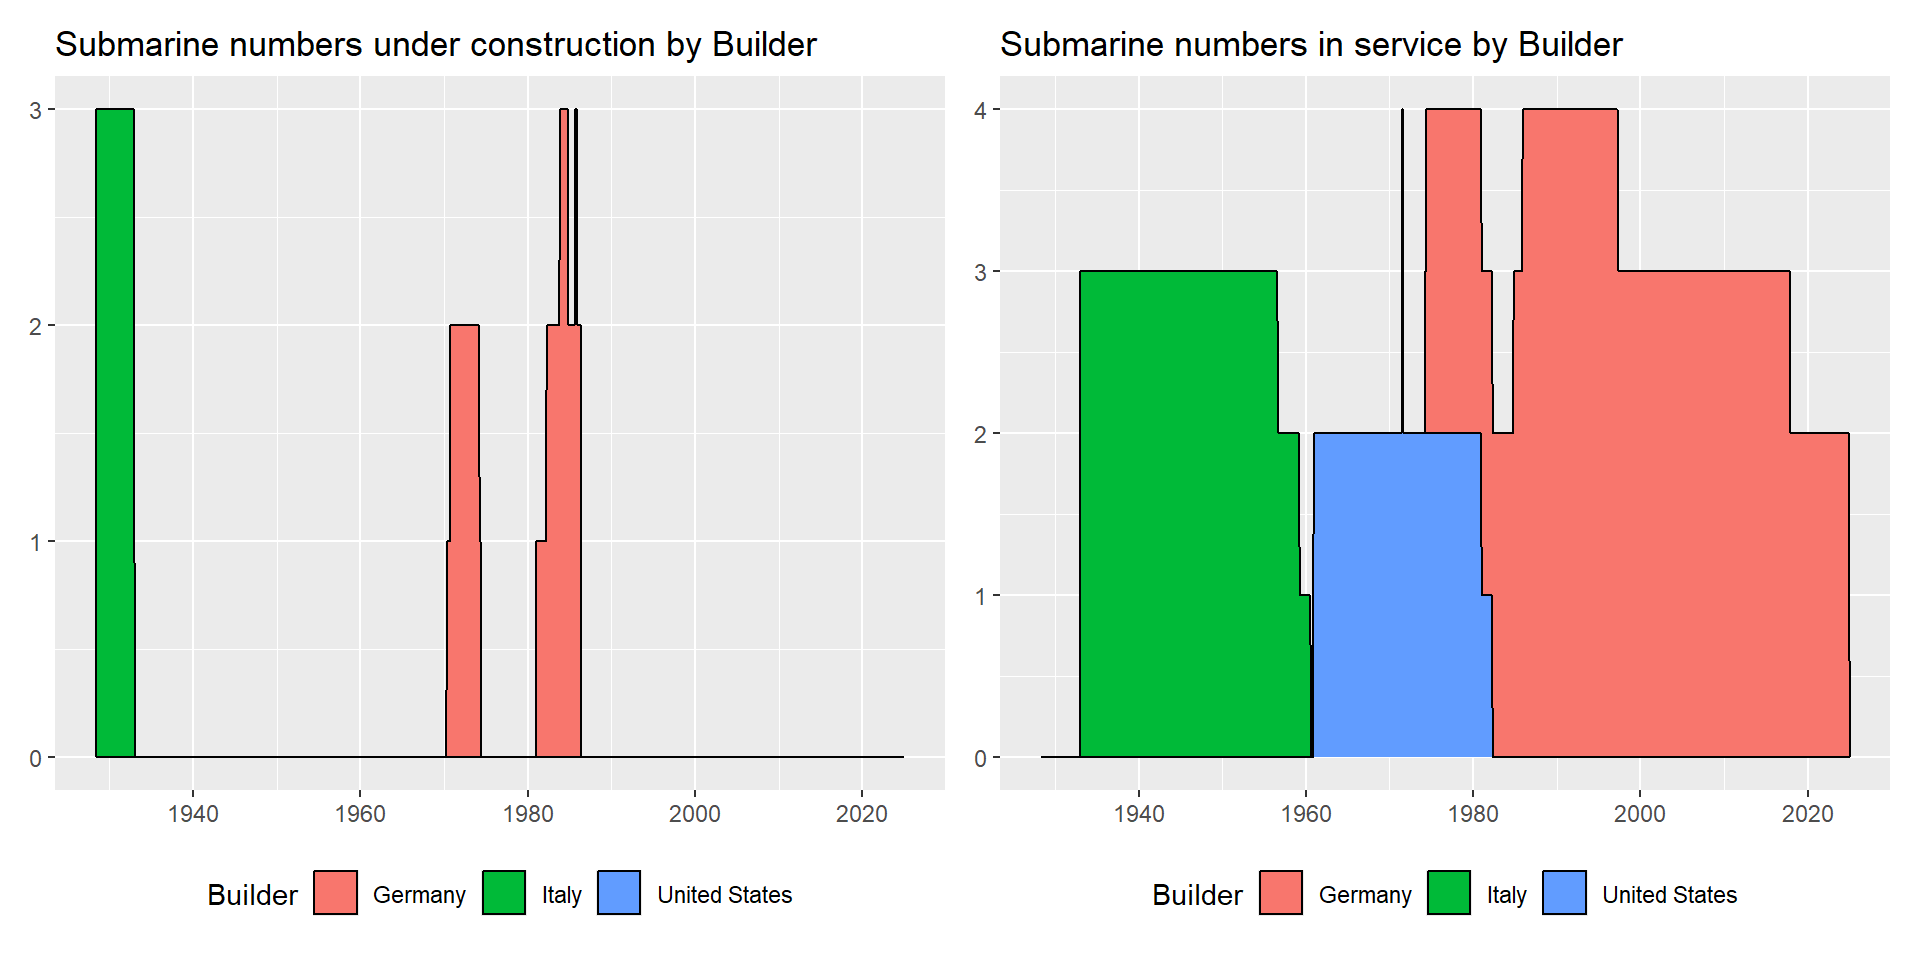 Submarine numbers under construction by Builder
3
2
1
0
1940 1960 1980 2000 2020
Builder Germany Italy United States
Submarine numbers in service by Builder
4
3
2
1
0
1940 1960 1980 2000 2020
Builder Germany Italy United States